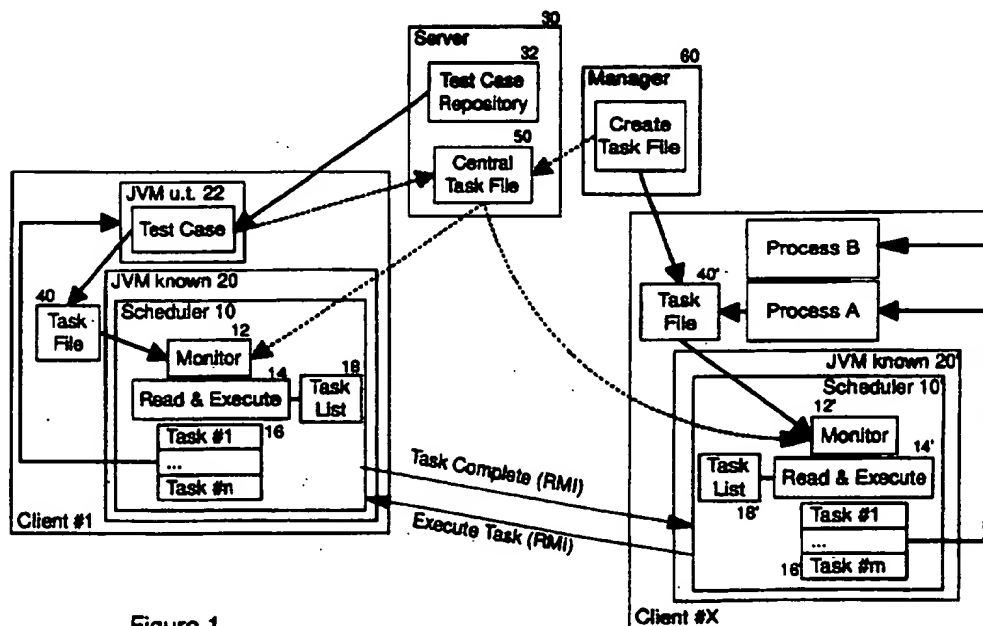 30
Server
32
Test Case
Repository
60
Manager
Create
Task File
50
Central
Task File
JVM u.t. 22
Test Case
JVM known 20
40
Task
File
Scheduler 10
12
Monitor
14
18
Read & Execute
Task
List
16
Task #1
...
Task #n
Client #1
Task Complete (RMI)
Execute Task (RMI)
Process B
40'
Task
File
Process A
JVM known 20'
Scheduler 10'
12'
Monitor
14'
Task
List
Read & Execute
18'
Task #1
...
16'
Task #m
Client #X
Figure 1